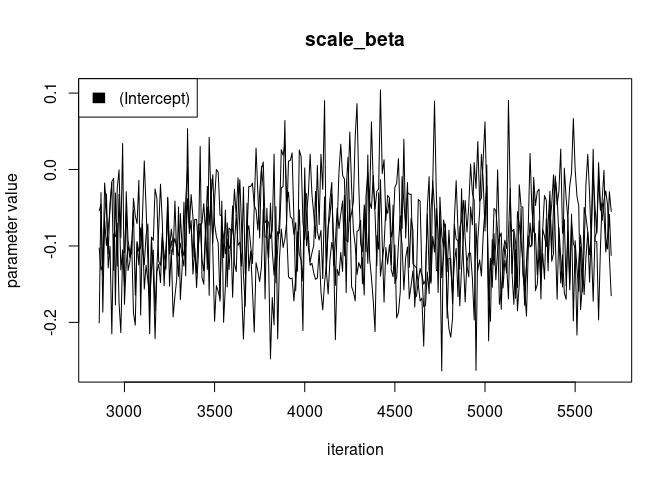 scale_beta
(Intercept)
0.1
0.0
-0.1
-0.2
parameter value
3000 3500 4000 4500 5000 5500
iteration